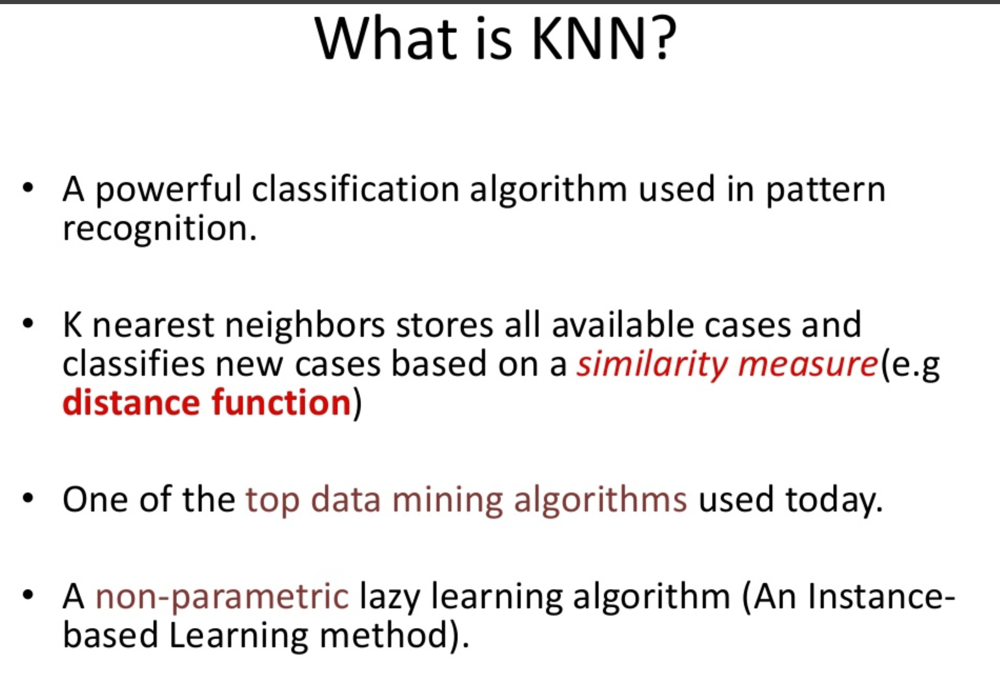 What is KNN?
• A powerful classification algorithm used in pattern
recognition.
• K nearest neighbors stores all available cases and
classifies new cases based on a similarity measure(e.g
distance function)
• One of the top data mining algorithms used today.
• A non-parametric lazy learning algorithm (An Instance-
based Learning method).